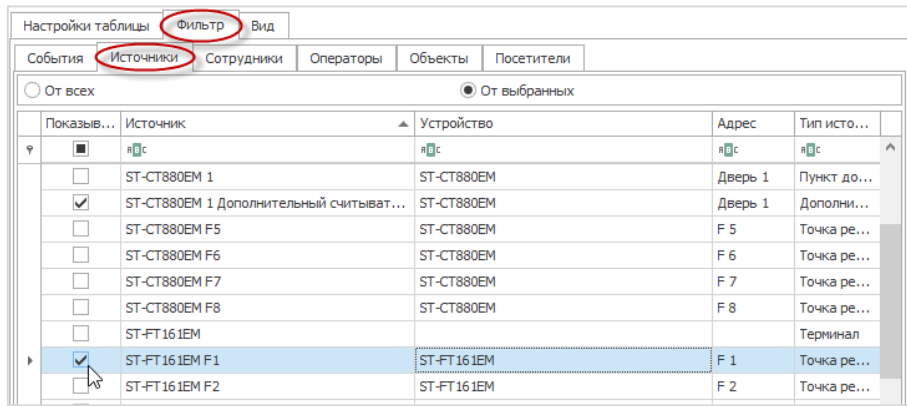 Настройки таблицы Фильтр Вид
События Источники Сотрудники Операторы Объекты Посетители
От всех От выбранных
Показыв... Источник Устройство Адрес Тип исто...
ABC ABC ABC ABC
ST-CT880EM 1 ST-CT880EM Дверь 1 Пункт до...
ST-CT880EM 1 Дополнительный считыват... ST-CT880EM Дверь 1 Дополни...
ST-CT880EM F5 ST-CT880EM F 5 Точка ре...
ST-CT880EM F6 ST-CT880EM F 6 Точка ре...
ST-CT880EM F7 ST-CT880EM F 7 Точка ре...
ST-CT880EM F8 ST-CT880EM F 8 Точка ре...
ST-FT161EM Терминал
ST-FT161EM F1 ST-FT161EM F 1 Точка ре...
ST-FT161EM F2 ST-FT161EM F 2 Точка ре...